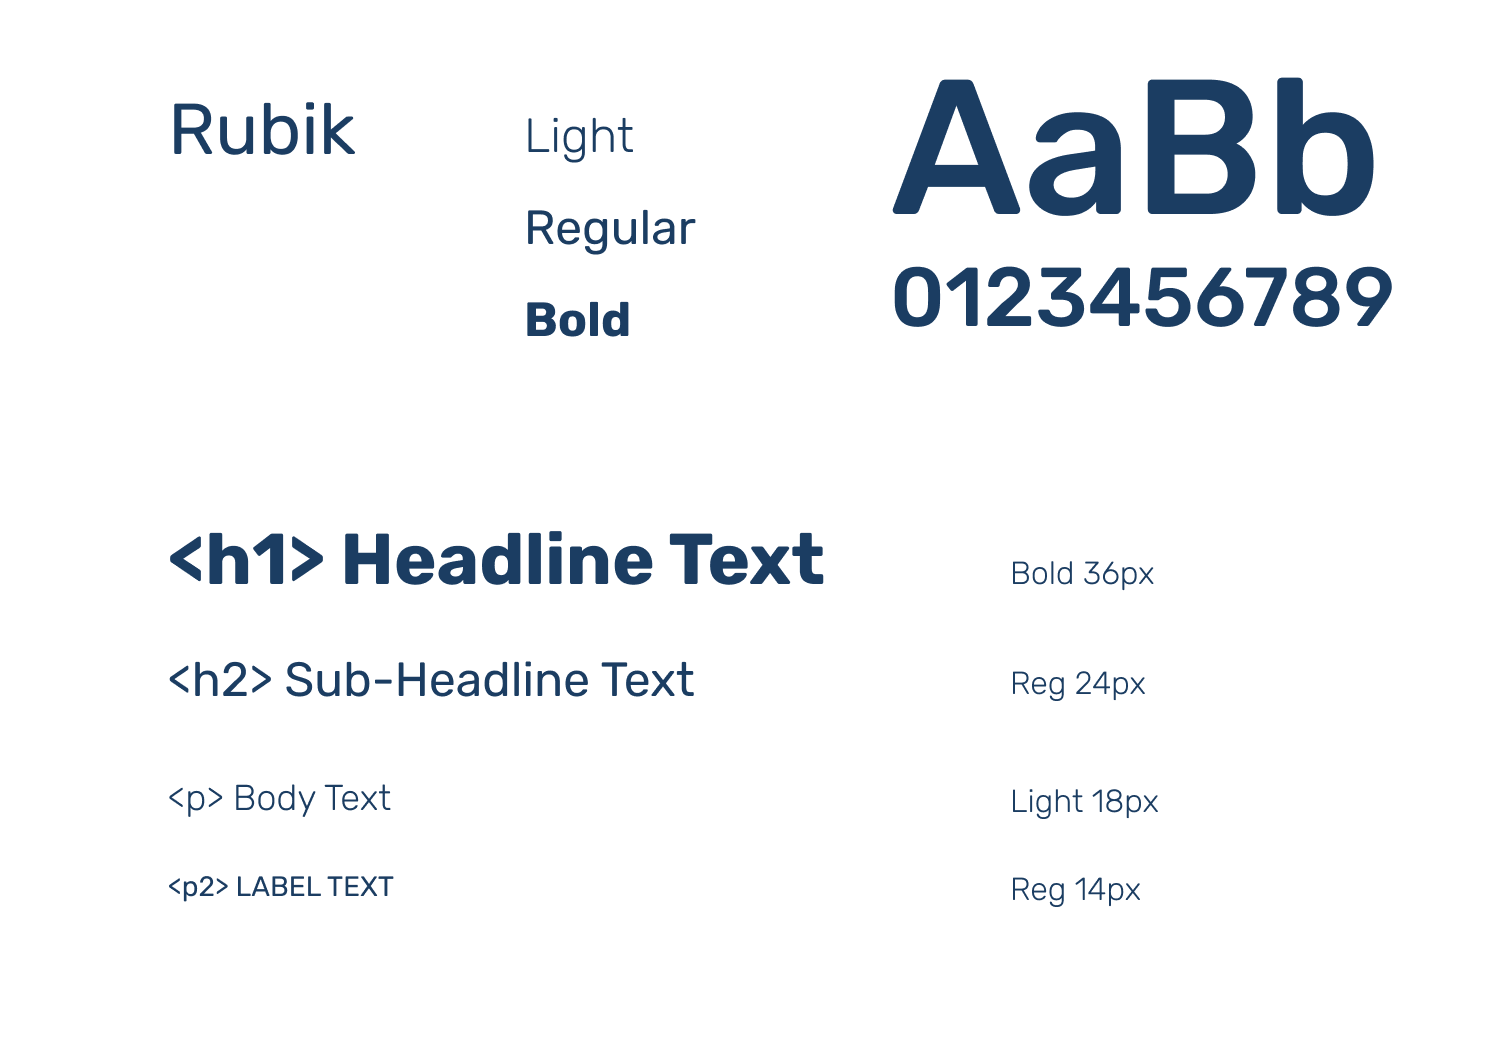 Rubik
Light
Regular
Bold
AaBb
0123456789
<h1> Headline Text
Bold 36px
<h2> Sub-Headline Text
Reg 24px
<p> Body Text
Light 18px
<p2> LABEL TEXT
Reg 14px